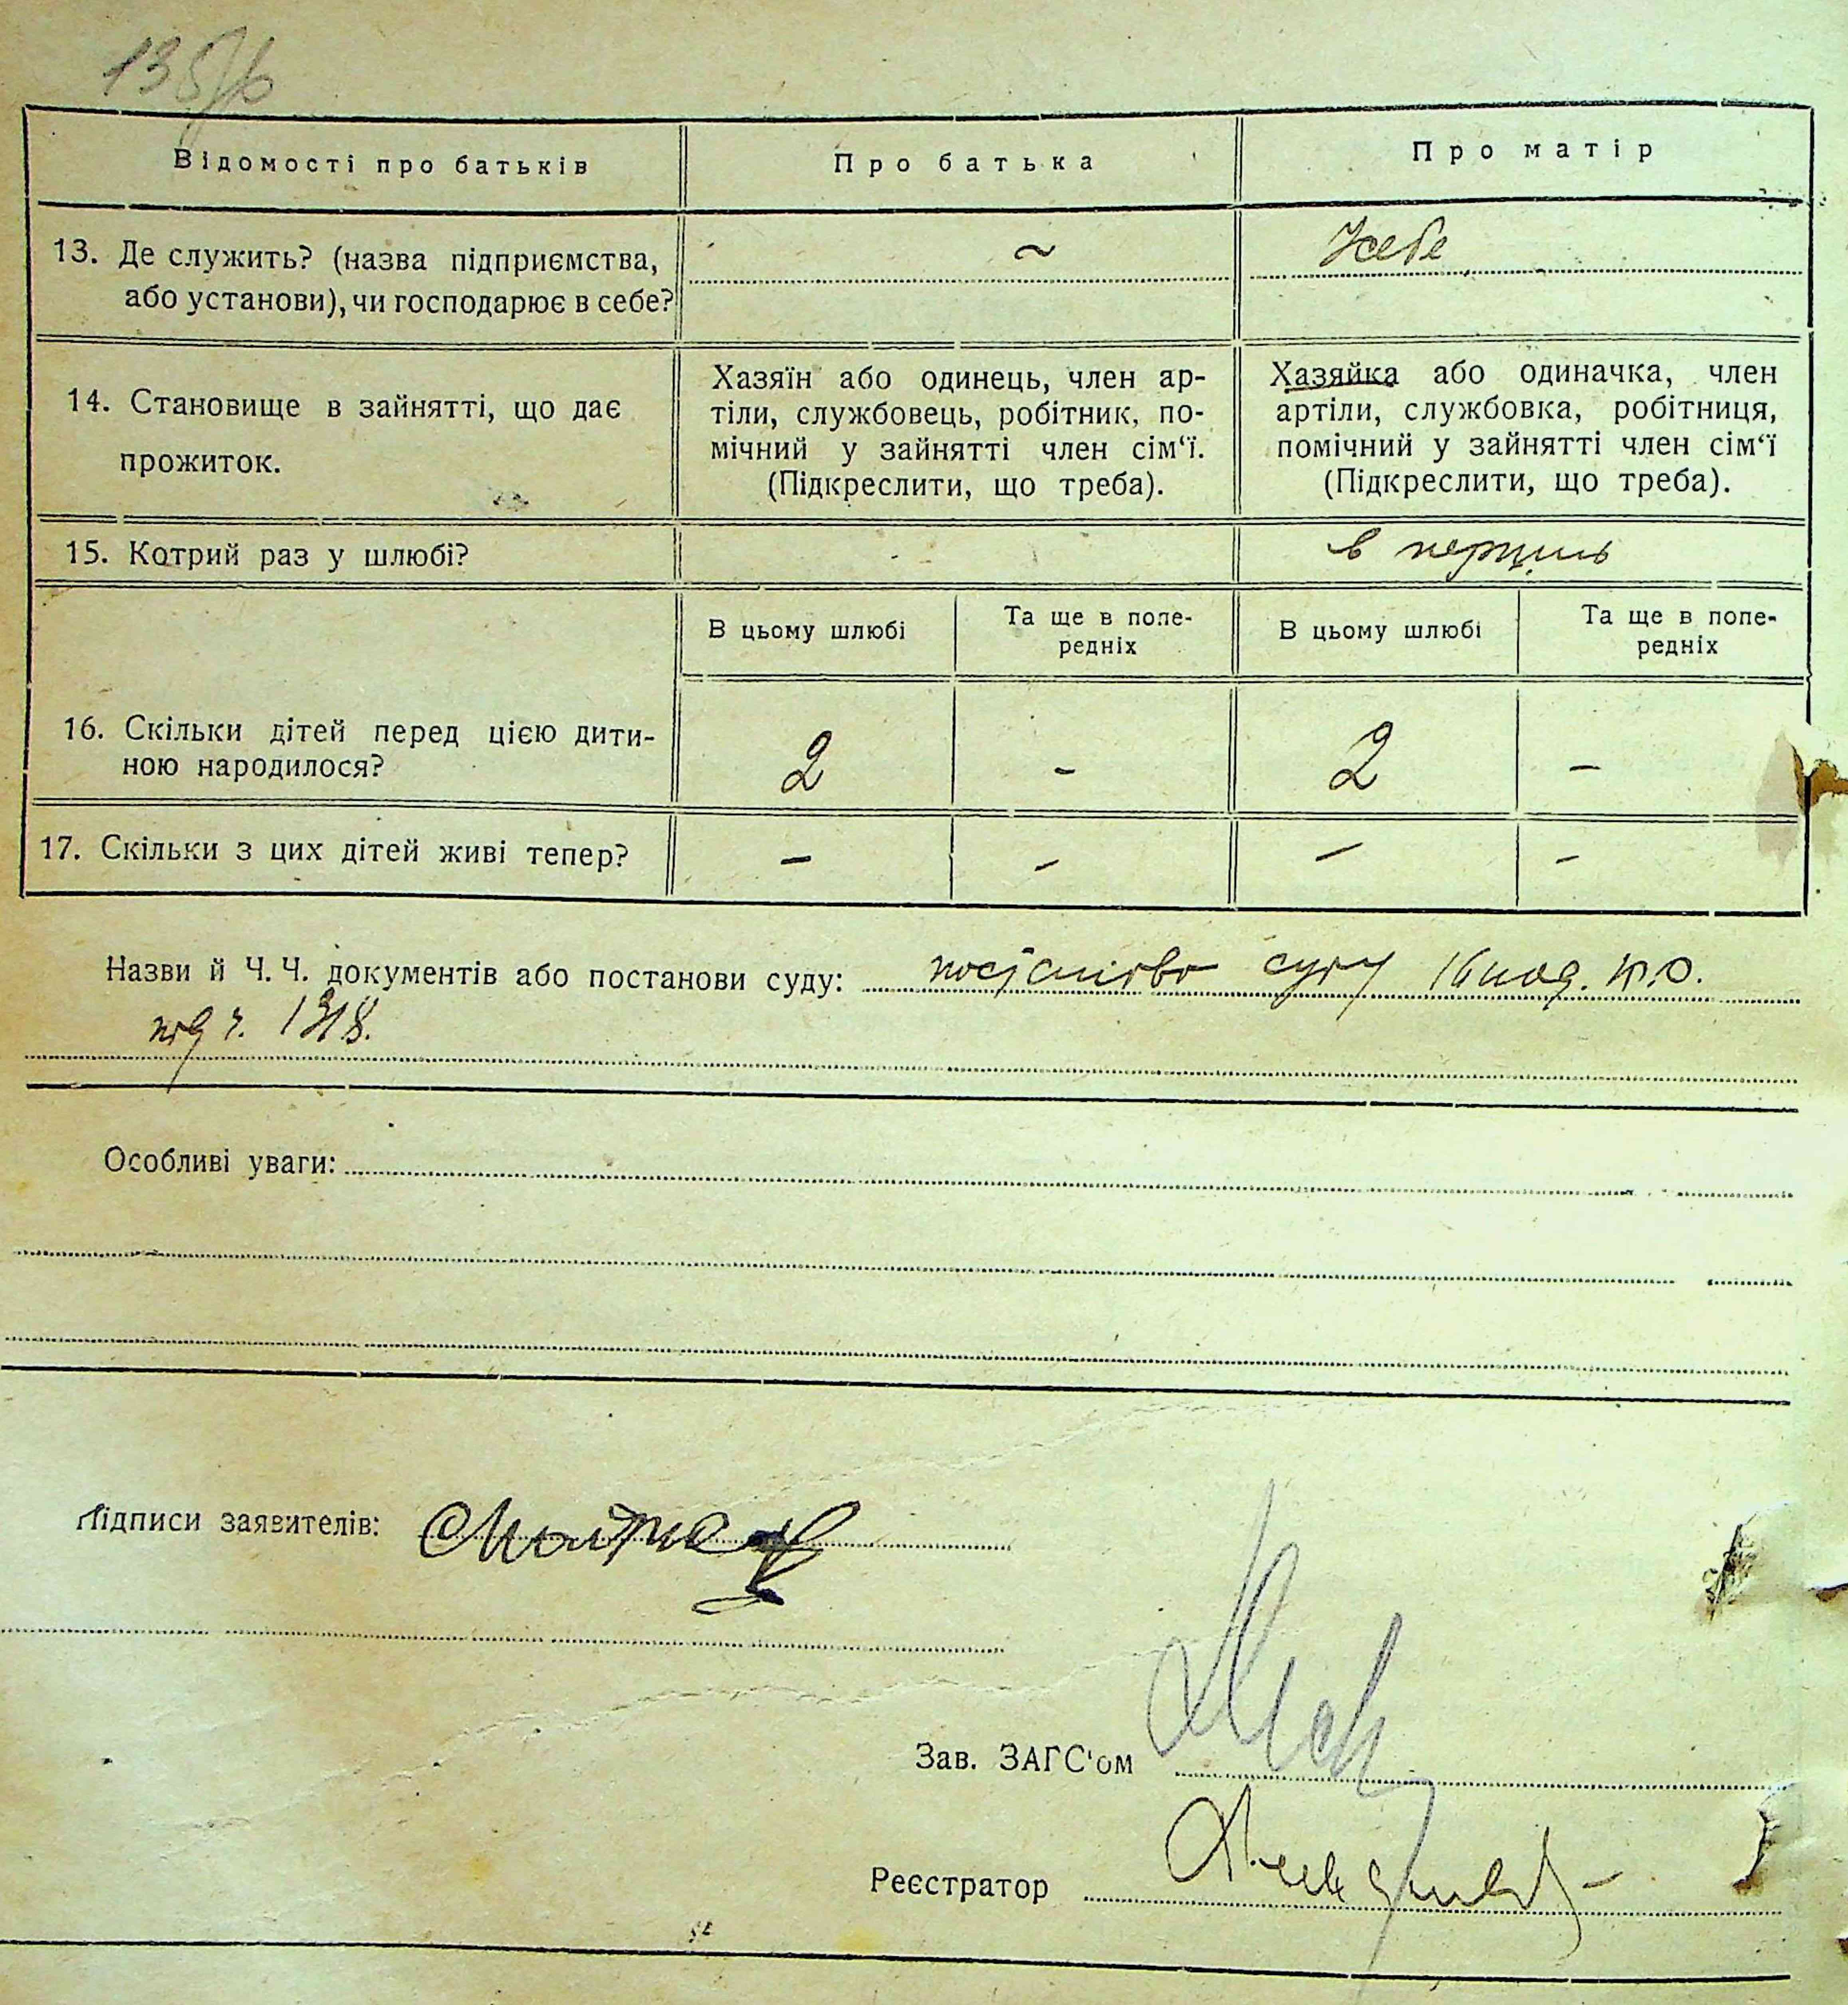 Відомості про батьків
Про батька
Про матір
13. Де служить? (назва підприємства,
або установи), чи господарює в себе?
~
Усебе
14. Становище в зайнятті, що дає
прожиток.
Хазяїн або одинець, член ар-
тіли, службовець, робітник, по-
мічний у зайнятті член сім‘ї.
(Підкреслити, що треба).
Хазяйка або одиначка, член
артіли, службовка, робітниця,
помічний у зайнятті член сім‘ї
(Підкреслити, що треба).
15. Котрий раз у шлюбі?
В цьому шлюбі
Та ще в попе-
редніх
В цьому шлюбі
Та ще в попе-
редніх
16. Скільки дітей перед цією дити-
ною народилося?
2
-
2
-
17. Скільки з цих дітей живі тепер?
-
-
-
-
Назви й Ч. Ч. документів або постанови суду: суду
Особливі уваги:
Підписи заявителів:
Зав. ЗАГС‘ом
Реєстратор